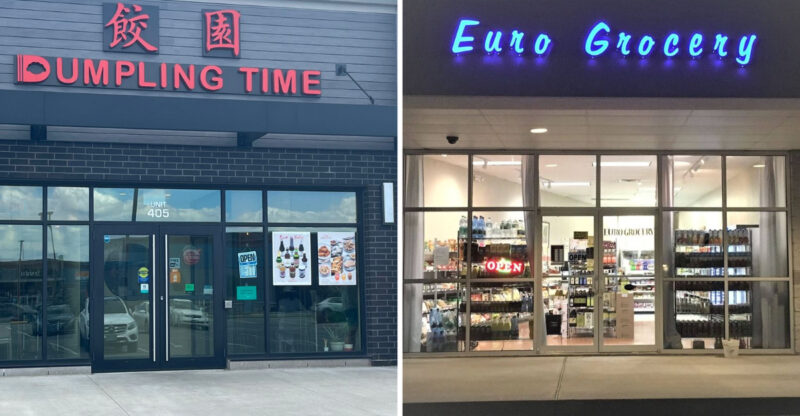 餃 園
DUMPLING TIME
UNIT
405
OPEN
Euro Grocery
EURO GROCERY
OPEN